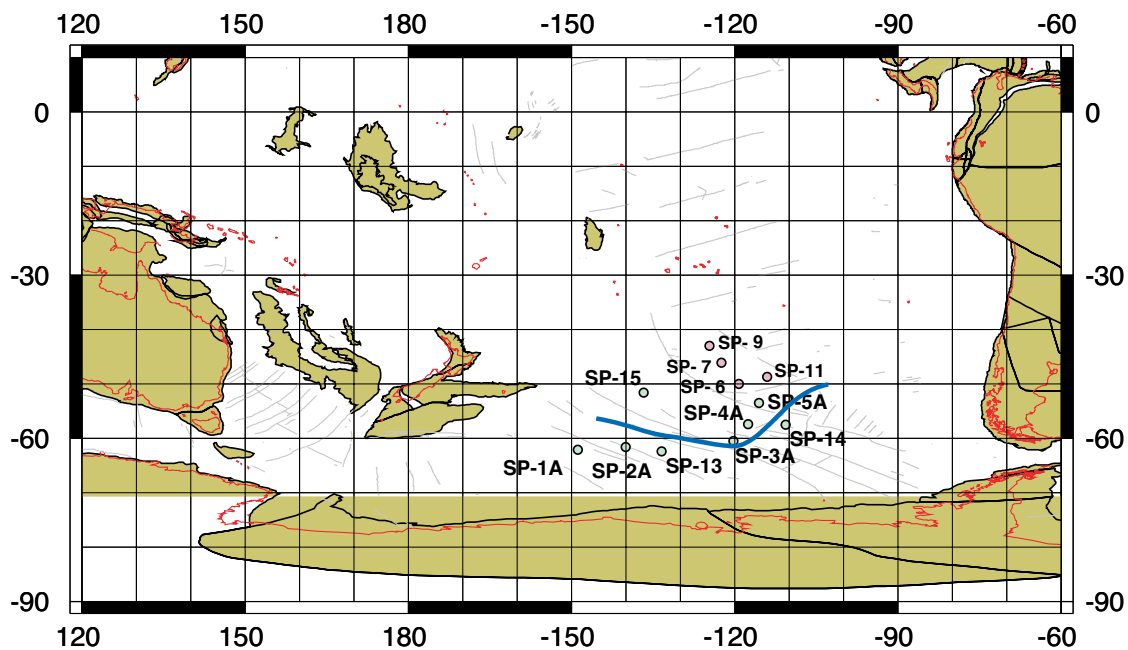 120 150 180 -150 -120 -90 -60
0 0
-30 -30
SP- 9
SP- 7 SP-11
SP-15 SP- 6
SP-4A SP-5A
-60 SP-14 -60
SP-3A
SP-1A SP-2A SP-13
-90 -90
120 150 180 -150 -120 -90 -60